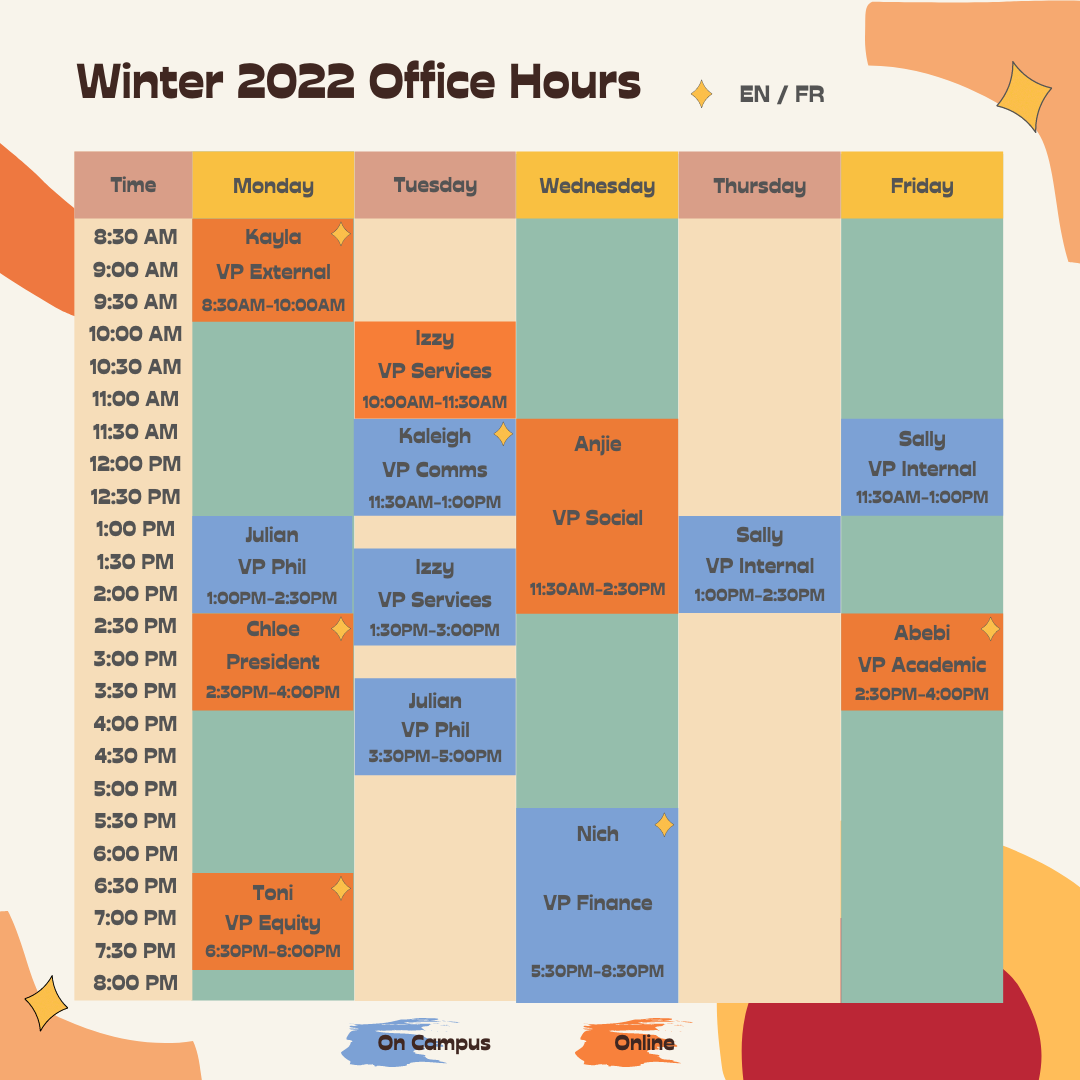 Winter 2022 Office Hours
EN / FR
Time
Monday
Tuesday
Wednesday
Thursday
Friday
8:30 AM
9:00 AM
9:30 AM
10:00 AM
10:30 AM
11:00 AM
11:30 AM
12:00 PM
12:30 PM
1:00 PM
1:30 PM
2:00 PM
2:30 PM
3:00 PM
3:30 PM
4:00 PM
4:30 PM
5:00 PM
5:30 PM
6:00 PM
6:30 PM
7:00 PM
7:30 PM
8:00 PM
Kayla
VP External
8:30AM-10:00AM
Julian
VP Phil
1:00PM-2:30PM
Chloe
President
2:30PM-4:00PM
Toni
VP Equity
6:30PM-8:00PM
Izzy
VP Services
10:00AM-11:30AM
Kaleigh
VP Comms
11:30AM-1:00PM
Izzy
VP Services
1:30PM-3:00PM
Julian
VP Phil
3:30PM-5:00PM
Anjie
VP Social
11:30AM-2:30PM
Nich
VP Finance
5:30PM-8:30PM
Sally
VP Internal
1:00PM-2:30PM
Sally
VP Internal
11:30AM-1:00PM
Abebi
VP Academic
2:30PM-4:00PM
On Campus
Online